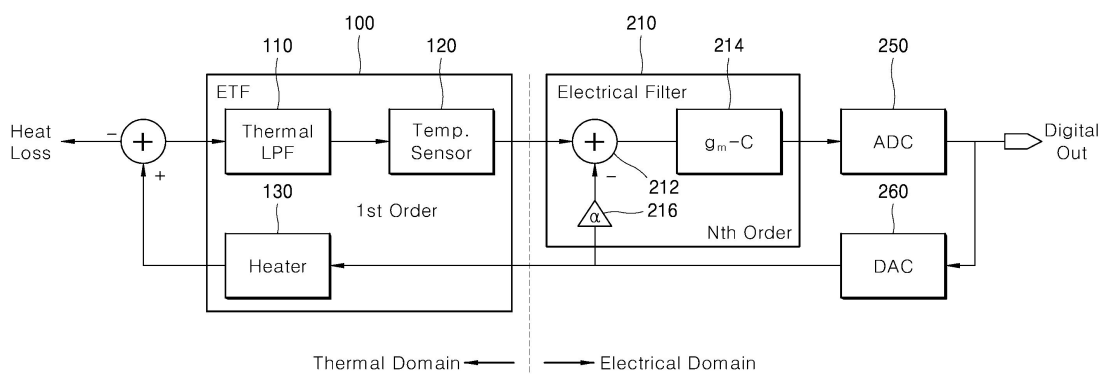 100
110
120
210
214
250
ETF
Electrical Filter
Heat
Loss
−
+
Thermal
LPF
Temp.
Sensor
+
gm−C
ADC
Digital
Out
+
−
212
130
1st Order
α
216
260
Nth Order
Heater
DAC
Thermal Domain
Electrical Domain